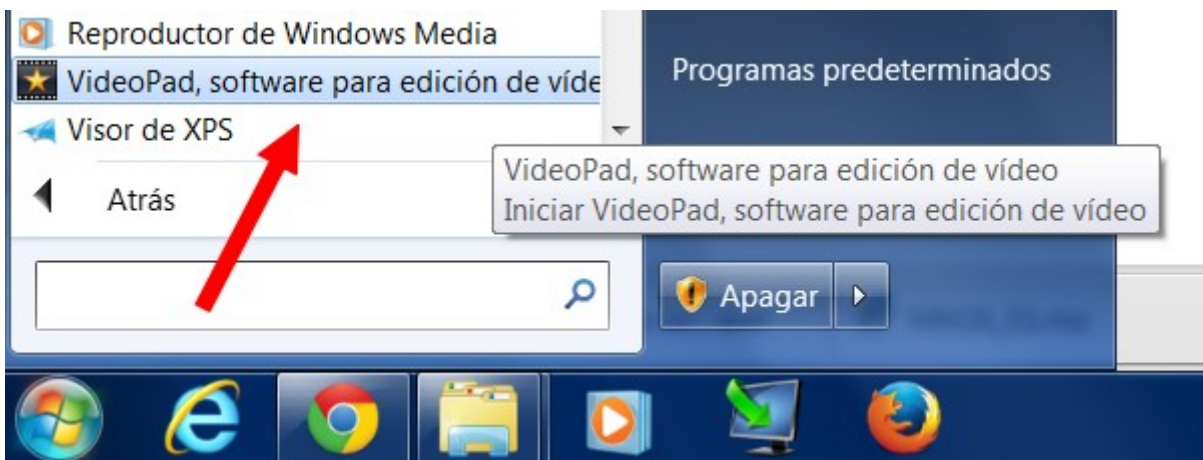 Reproductor de Windows Media
VideoPad, software para edición de víde
Visor de XPS
Atrás
Programas predeterminados
VideoPad, software para edición de vídeo
Iniciar VideoPad, software para edición de vídeo
Apagar